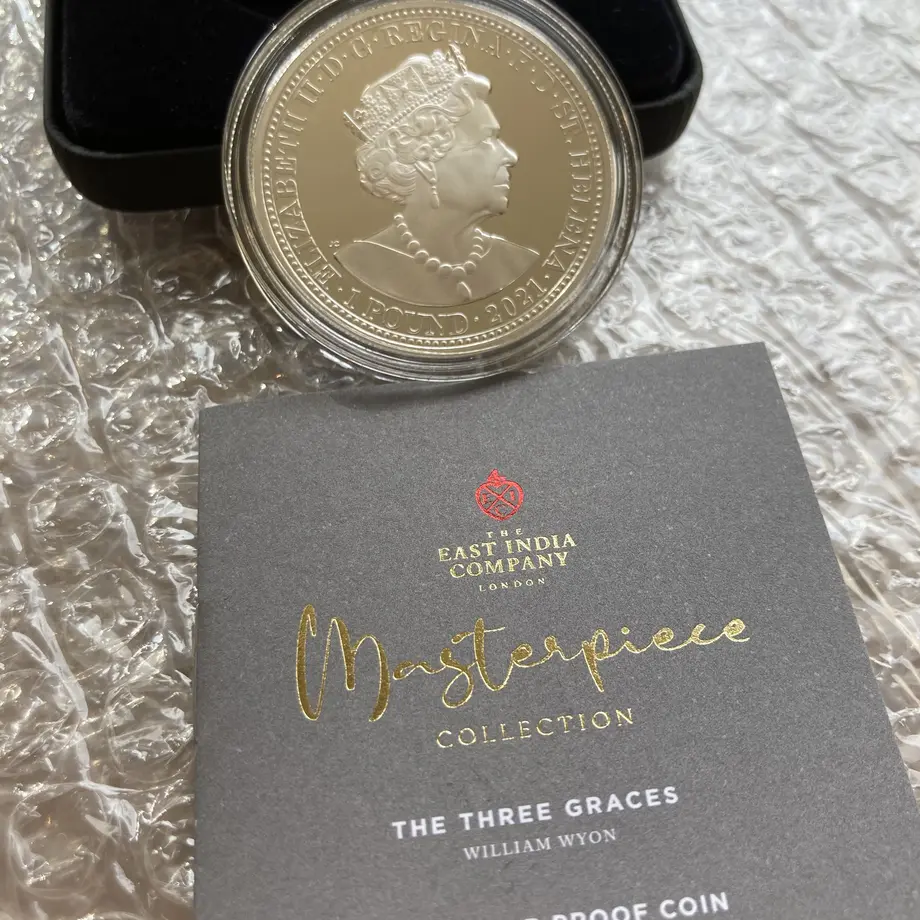 ELIZABETH II · D · G · REGINA · F · D · ST. HELENA · 1 POUND · 2021 ·
THE
EAST INDIA
COMPANY
LONDON
Masterpiece
COLLECTION
THE THREE GRACES
WILLIAM WYON
PROOF COIN